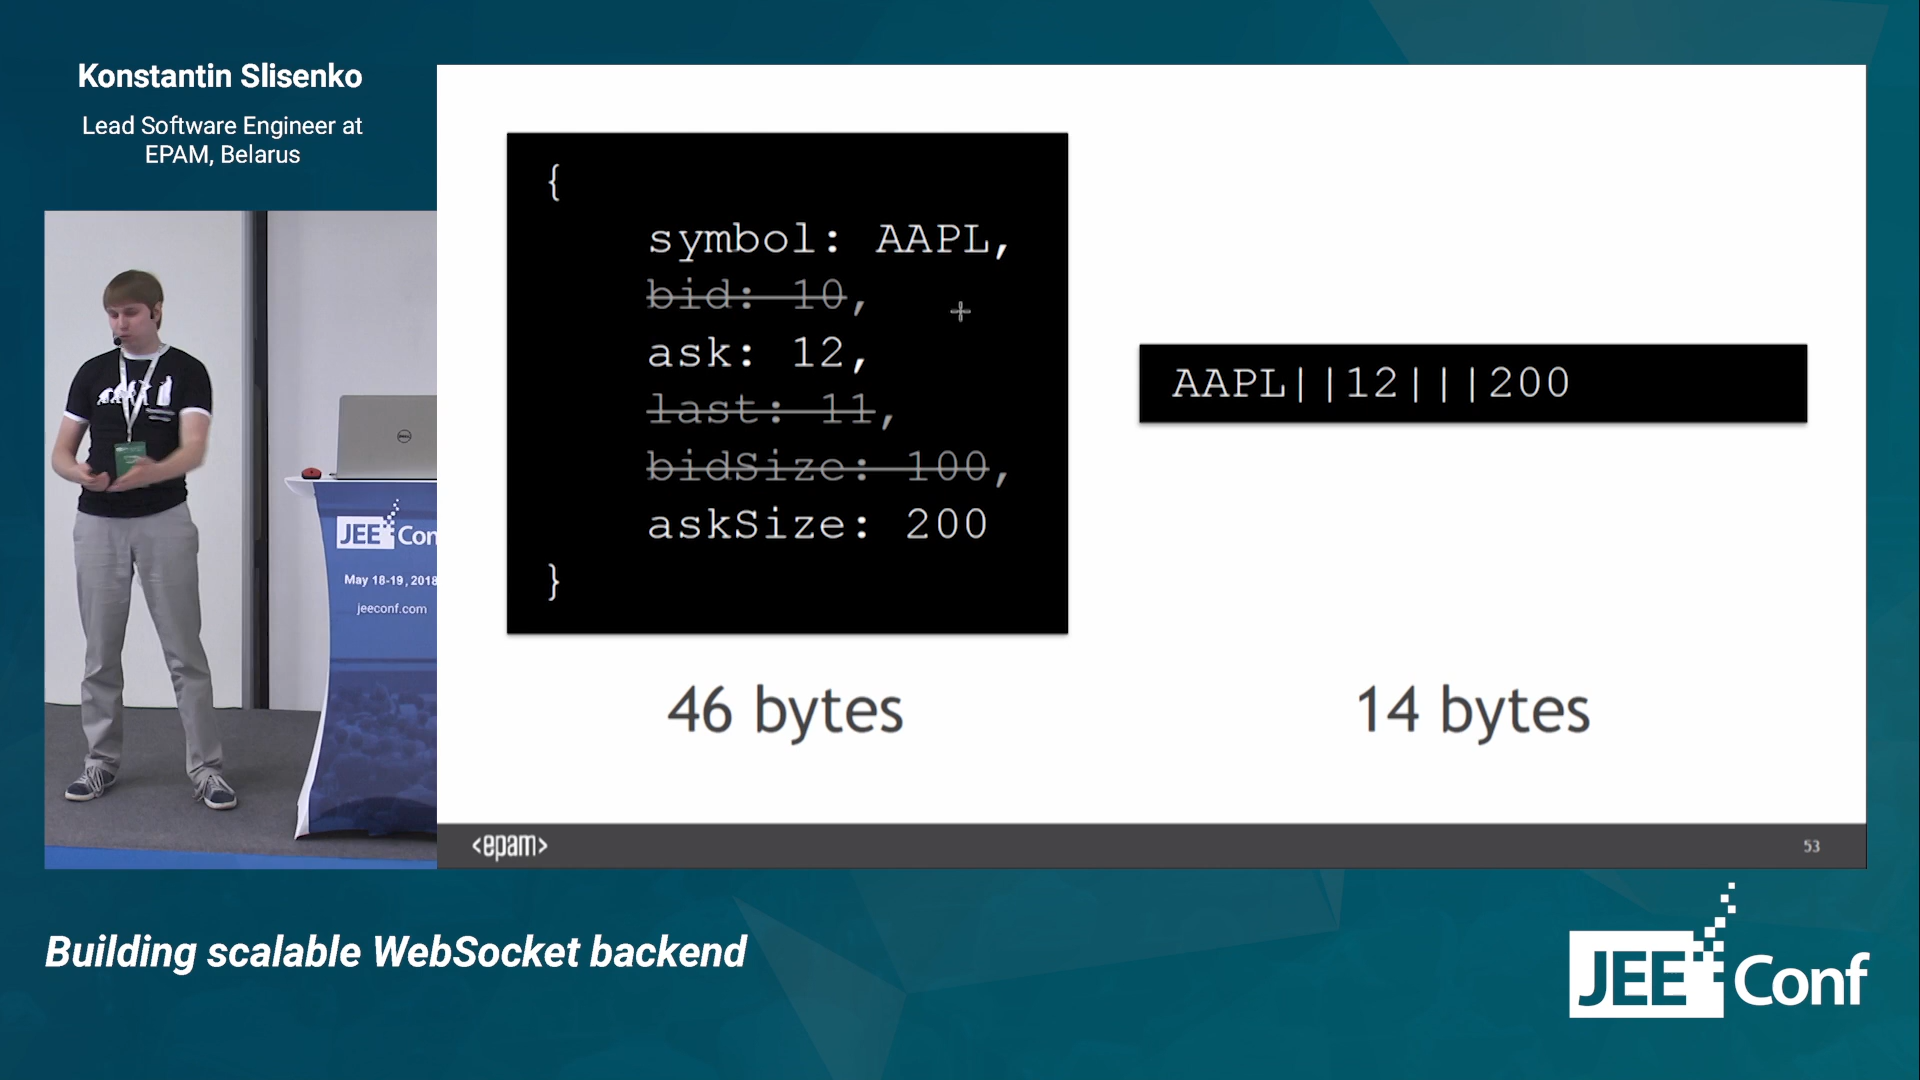 Konstantin Slisenko
Lead Software Engineer at
EPAM, Belarus
{
symbol: AAPL,
bid: 10,
ask: 12,
last: 11,
bidSize: 100,
askSize: 200
}
46 bytes
AAPL||12|||200
14 bytes
<epam>
53
JEE Con
May 18-19, 2018
jeeconf.com
Building scalable WebSocket backend
JEE Conf